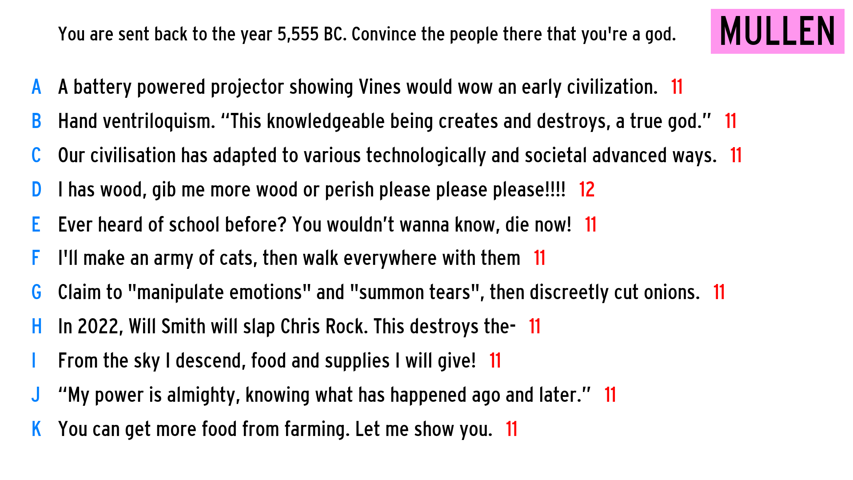 You are sent back to the year 5,555 BC. Convince the people there that you're a god.
MULLEN
A A battery powered projector showing Vines would wow an early civilization. 11
B Hand ventriloquism. “This knowledgeable being creates and destroys, a true god.” 11
C Our civilisation has adapted to various technologically and societal advanced ways. 11
D I has wood, gib me more wood or perish please please please!!!! 12
E Ever heard of school before? You wouldn’t wanna know, die now! 11
F I'll make an army of cats, then walk everywhere with them 11
G Claim to "manipulate emotions" and "summon tears", then discreetly cut onions. 11
H In 2022, Will Smith will slap Chris Rock. This destroys the- 11
I From the sky I descend, food and supplies I will give! 11
J “My power is almighty, knowing what has happened ago and later.” 11
K You can get more food from farming. Let me show you. 11